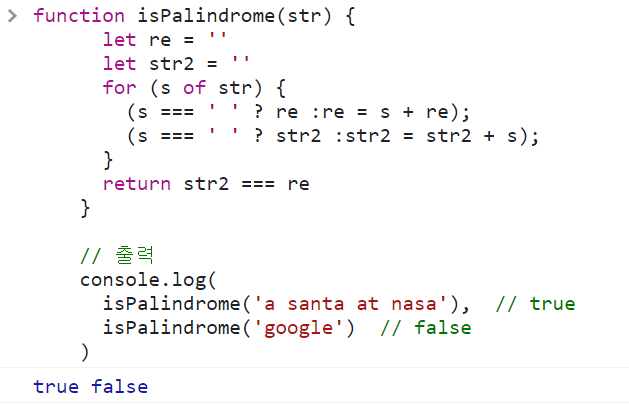 > function isPalindrome(str) {
let re = ''
let str2 = ''
for (s of str) {
(s === ' ' ? re :re = s + re);
(s === ' ' ? str2 :str2 = str2 + s);
}
return str2 === re
}
// 출력
console.log(
isPalindrome('a santa at nasa'),  // true
isPalindrome('google')  // false
)
true false